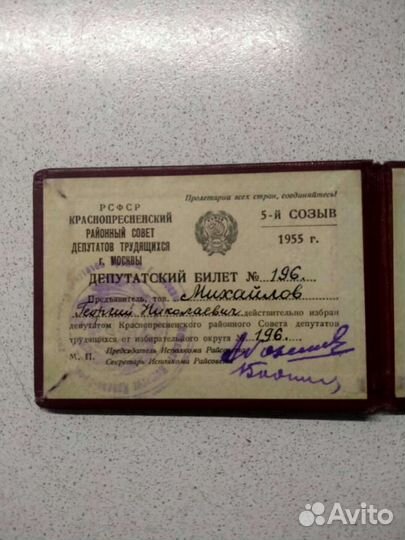 Пролетарии всех стран, соединяйтесь!
РСФСР
КРАСНОПРЕСНЕНСКИЙ
РАЙОННЫЙ СОВЕТ
ДЕПУТАТОВ ТРУДЯЩИХСЯ
г. МОСКВЫ
5-й СОЗЫВ
1955 г.
ДЕПУТАТСКИЙ БИЛЕТ № 196.
Предъявитель, тов. Михайлов
Георгий Николаевич действительно избран
депутатом Краснопресненского районного Совета депутатов
трудящихся от избирательного округа № 196.
Председатель Исполкома Райсовета
М. П. Секретарь Исполкома Райсовета
Avito